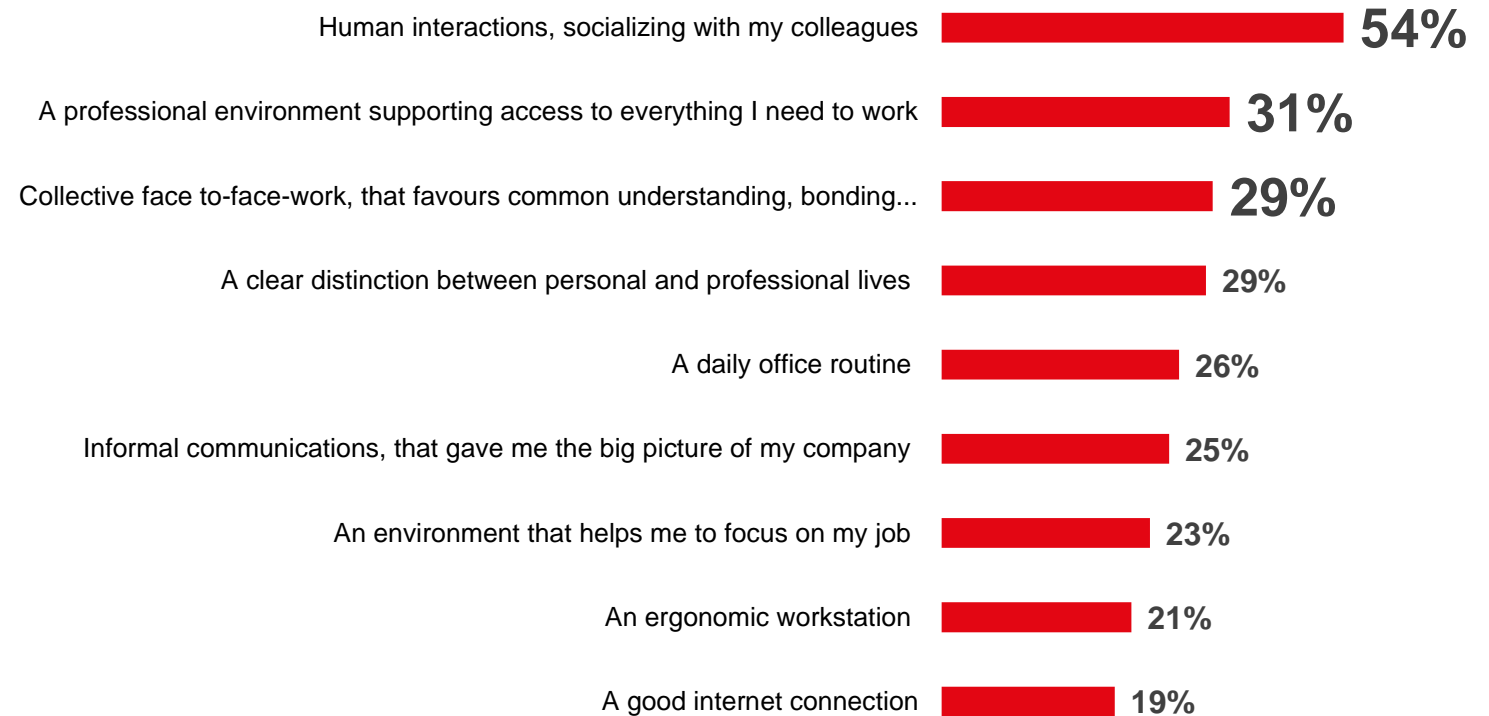 Human interactions, socializing with my colleagues 54%
A professional environment supporting access to everything I need to work 31%
Collective face to-face-work, that favours common understanding, bonding... 29%
A clear distinction between personal and professional lives 29%
A daily office routine 26%
Informal communications, that gave me the big picture of my company 25%
An environment that helps me to focus on my job 23%
An ergonomic workstation 21%
A good internet connection 19%